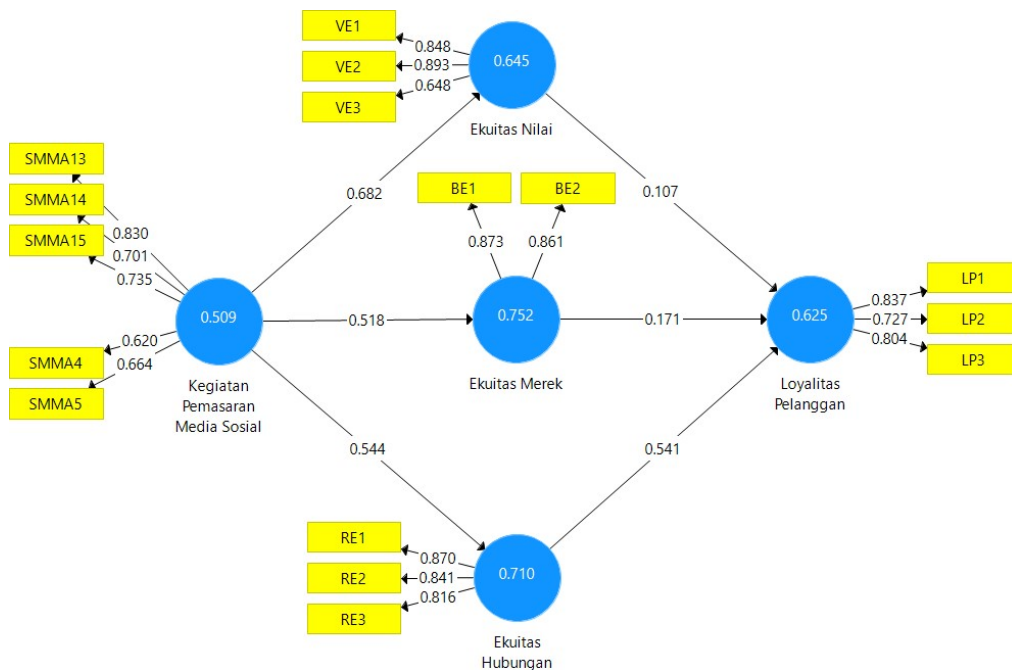 VE1
0.848
VE2
0.893
VE3
0.648
0.645
Ekuitas Nilai
SMMA13
SMMA14
SMMA15
0.830
0.701
0.735
0.682
BE1
BE2
0.873
0.861
0.107
SMMA4
SMMA5
0.620
0.664
0.509
Kegiatan
Pemasaran
Media Sosial
0.518
0.752
Ekuitas Merek
0.171
0.625
Loyalitas
Pelanggan
0.837
0.727
0.804
LP1
LP2
LP3
0.544
0.541
RE1
RE2
RE3
0.870
0.841
0.816
0.710
Ekuitas
Hubungan